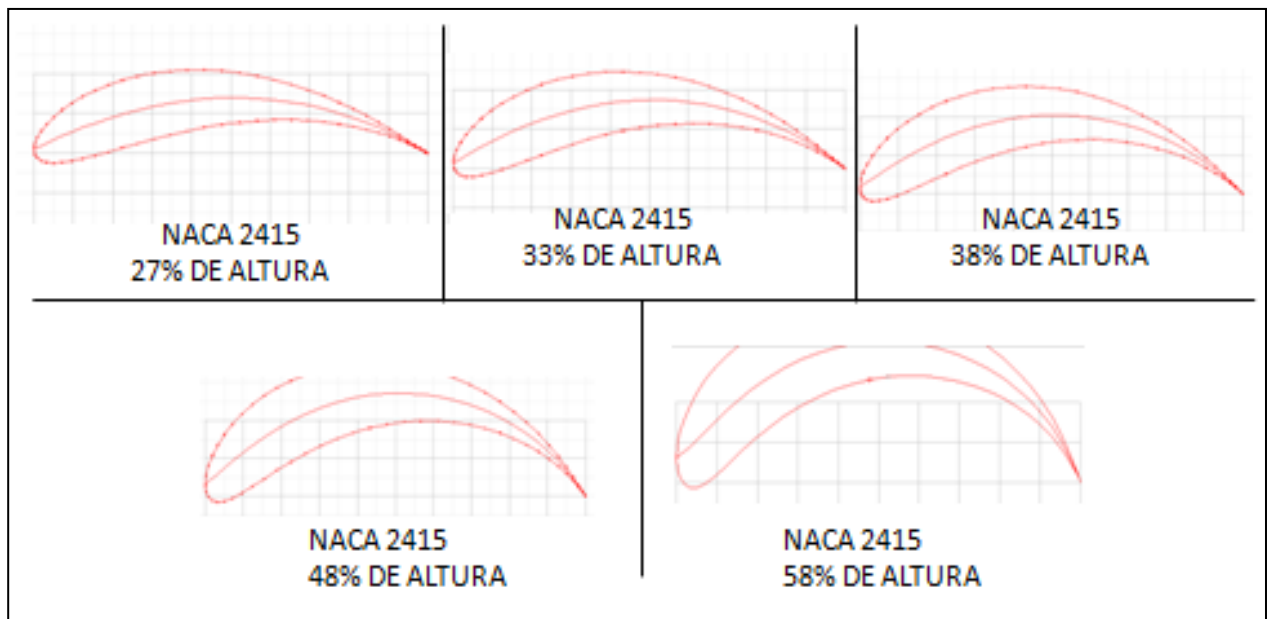 NACA 2415
27% DE ALTURA
NACA 2415
33% DE ALTURA
NACA 2415
38% DE ALTURA
NACA 2415
48% DE ALTURA
NACA 2415
58% DE ALTURA